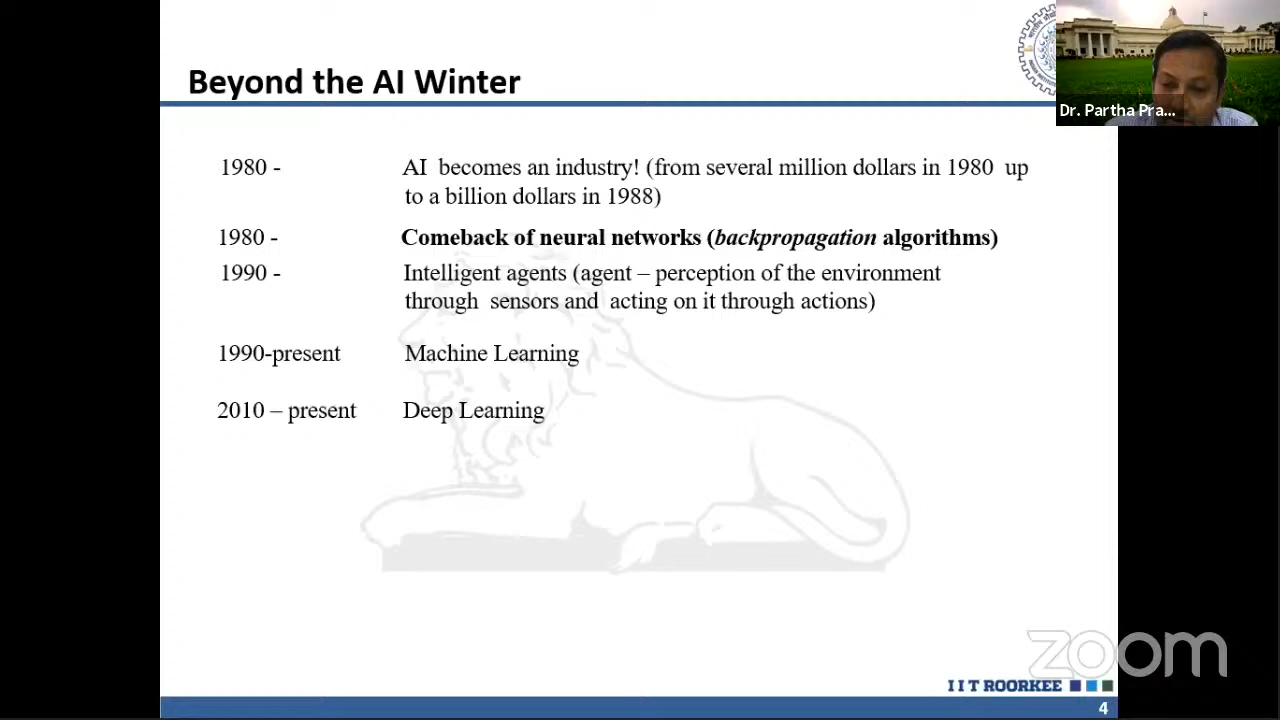 Beyond the AI Winter
Dr. Partha Pra...
1980 - AI becomes an industry! (from several million dollars in 1980 up
to a billion dollars in 1988)
1980 - Comeback of neural networks (backpropagation algorithms)
1990 - Intelligent agents (agent – perception of the environment
through sensors and acting on it through actions)
1990-present Machine Learning
2010 – present Deep Learning
zoom
IIT ROORKEE
4